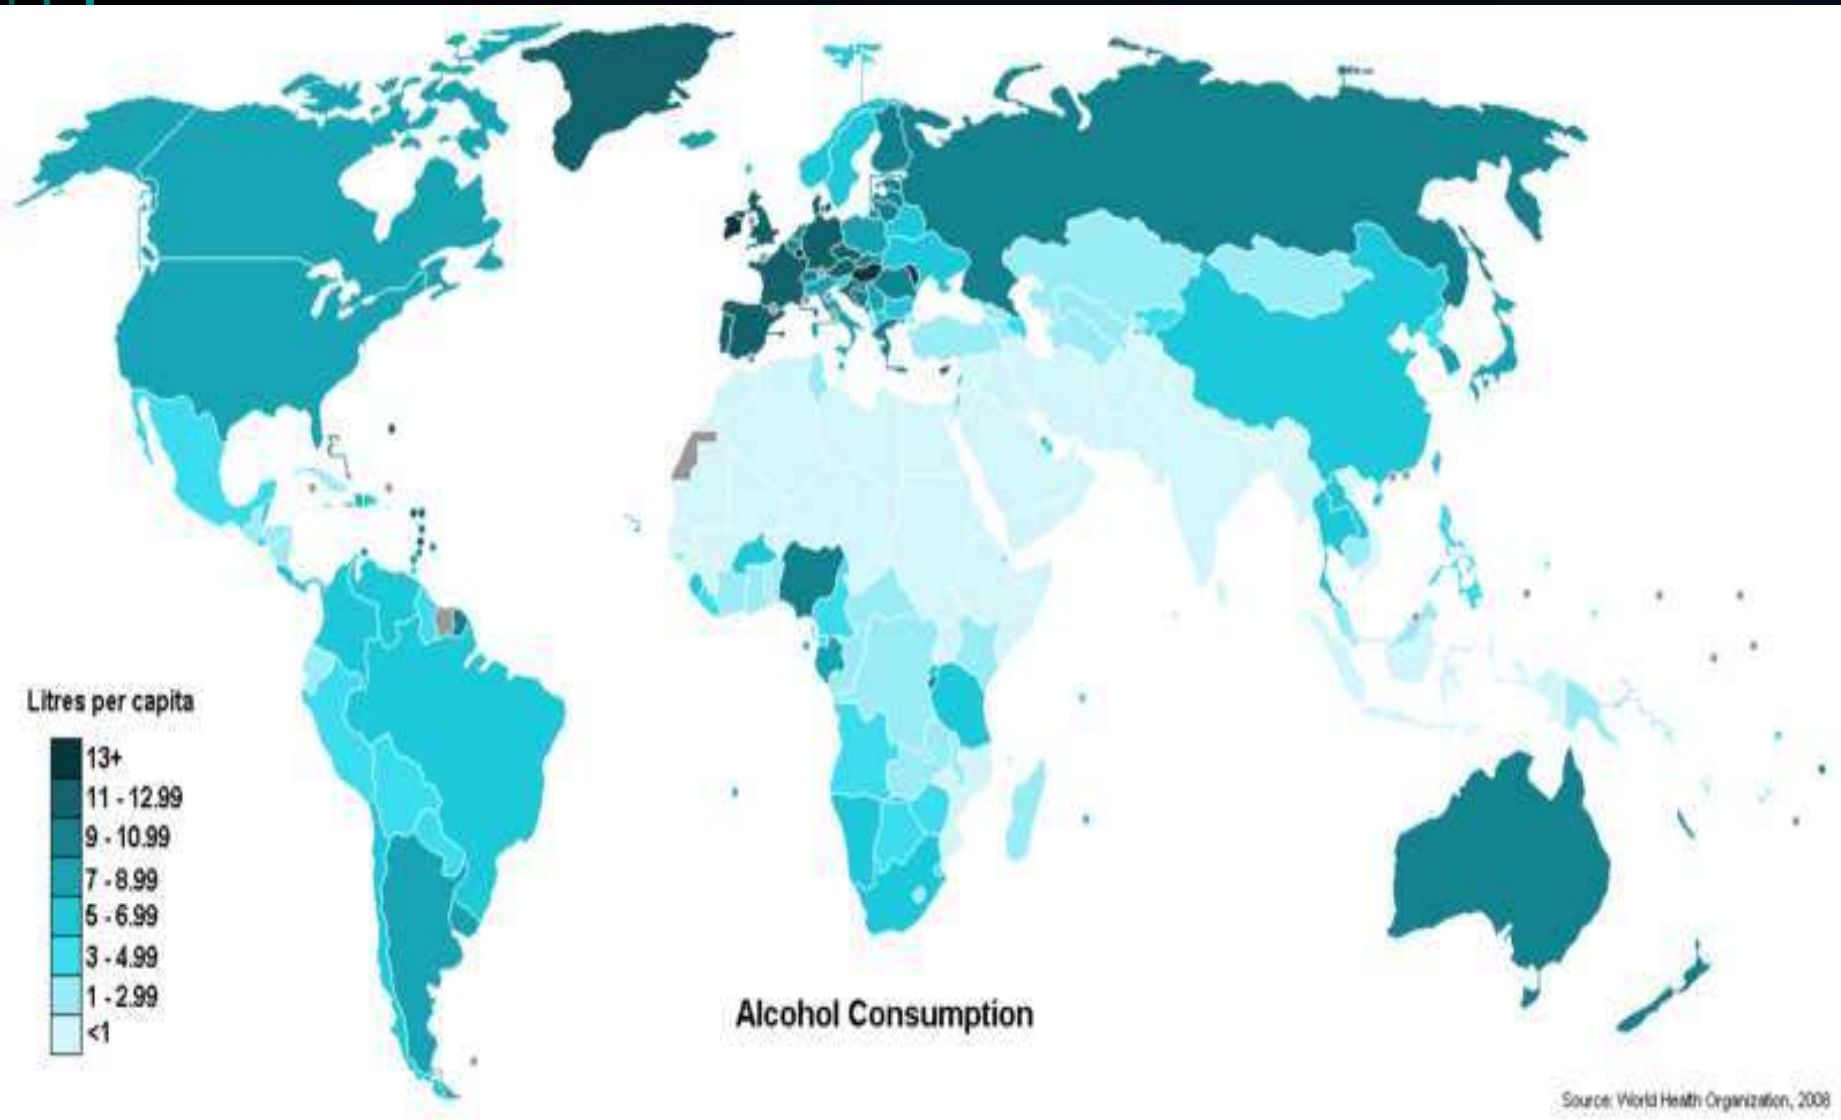 Litres per capita
13+
11 - 12.99
9 - 10.99
7 - 8.99
5 - 6.99
3 - 4.99
1 - 2.99
<1
Alcohol Consumption
Source: World Health Organization, 2008